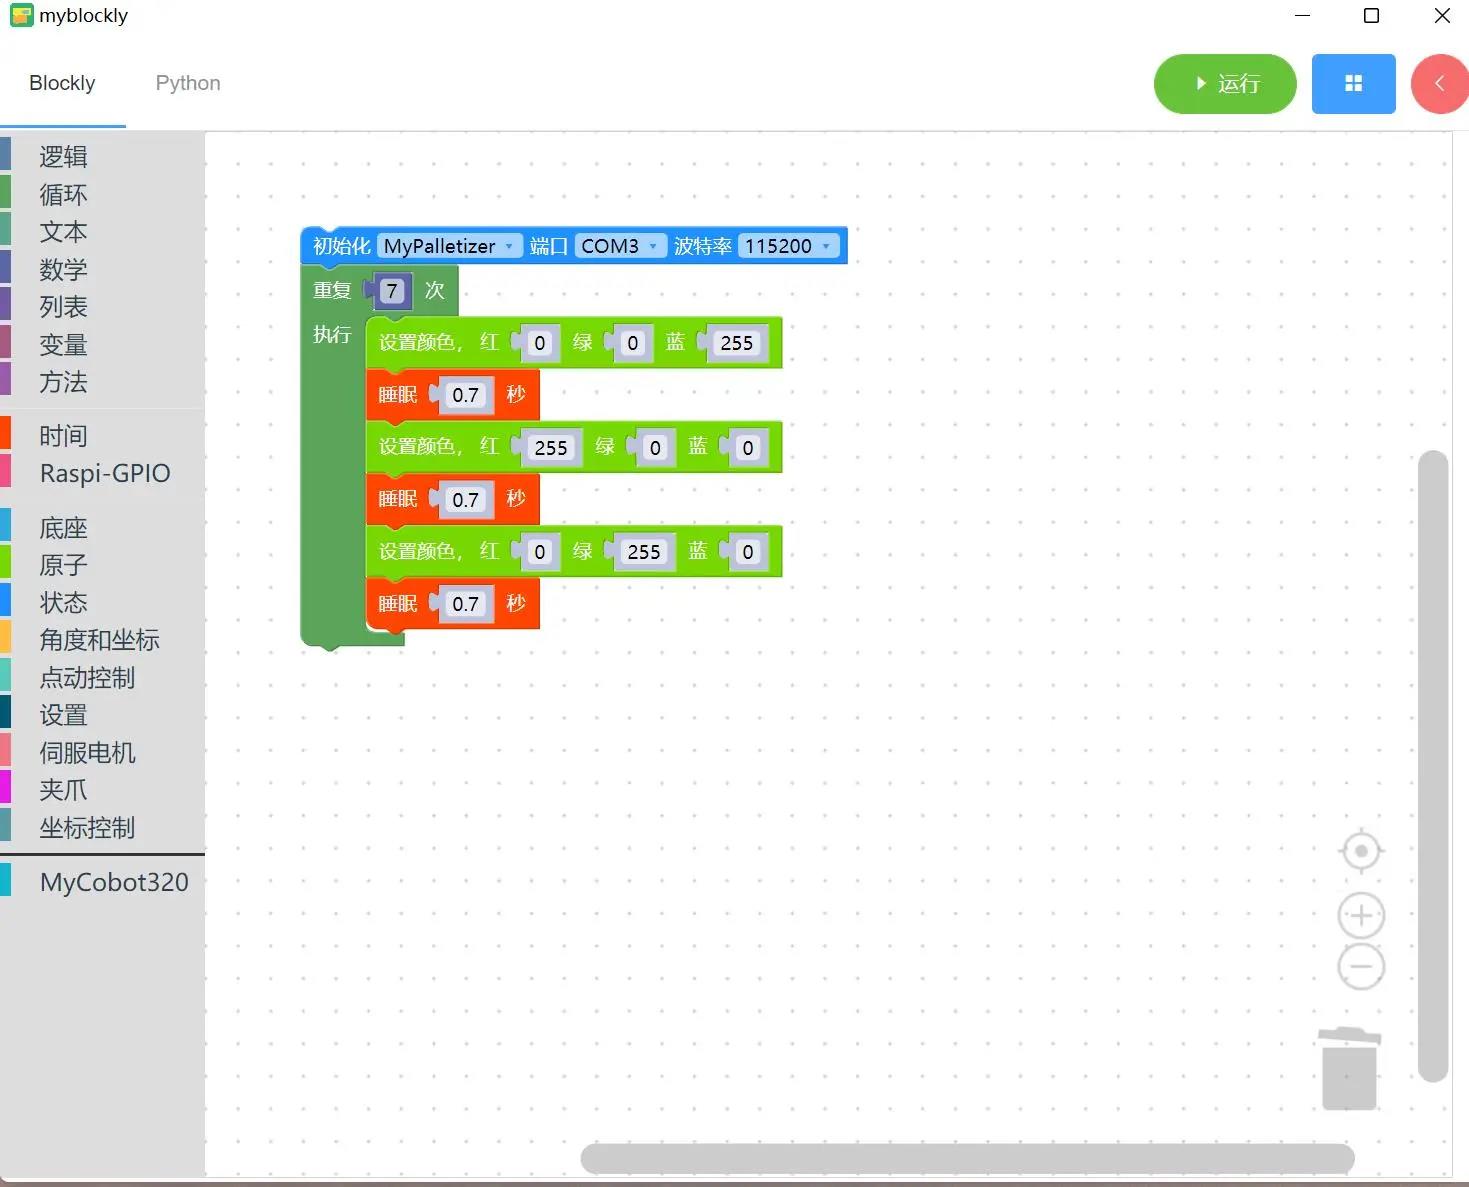 myblockly
Blockly Python
运行
逻辑
循环
文本
数学
列表
变量
方法
时间
Raspi-GPIO
底座
原子
状态
角度和坐标
点动控制
设置
伺服电机
夹爪
坐标控制
MyCobot320
初始化 MyPalletizer 端口 COM3 波特率 115200
重复 7 次
执行
设置颜色， 红 0 绿 0 蓝 255
睡眠 0.7 秒
设置颜色， 红 255 绿 0 蓝 0
睡眠 0.7 秒
设置颜色， 红 0 绿 255 蓝 0
睡眠 0.7 秒